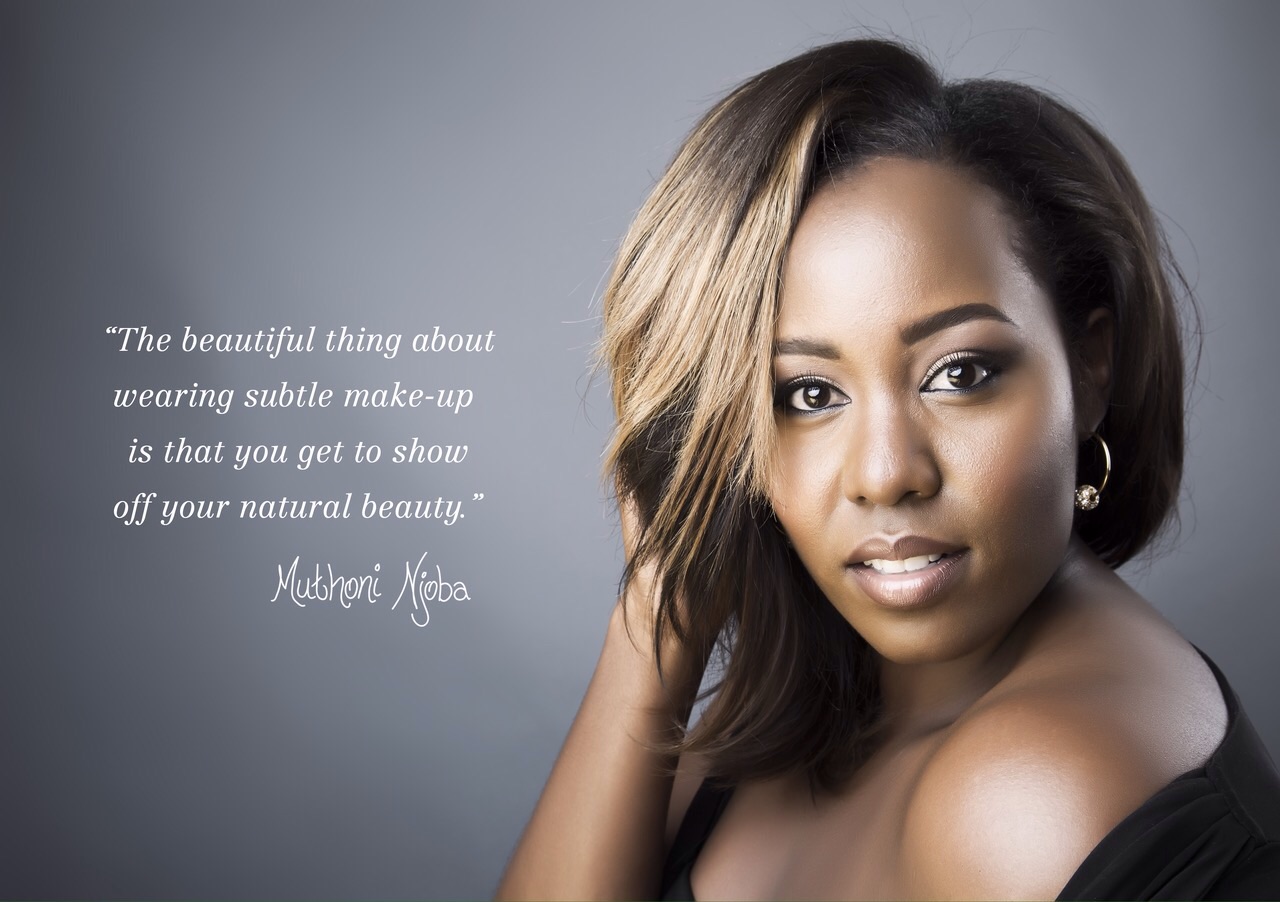 “The beautiful thing about
wearing subtle make-up
is that you get to show
off your natural beauty.”
Muthoni Njoba